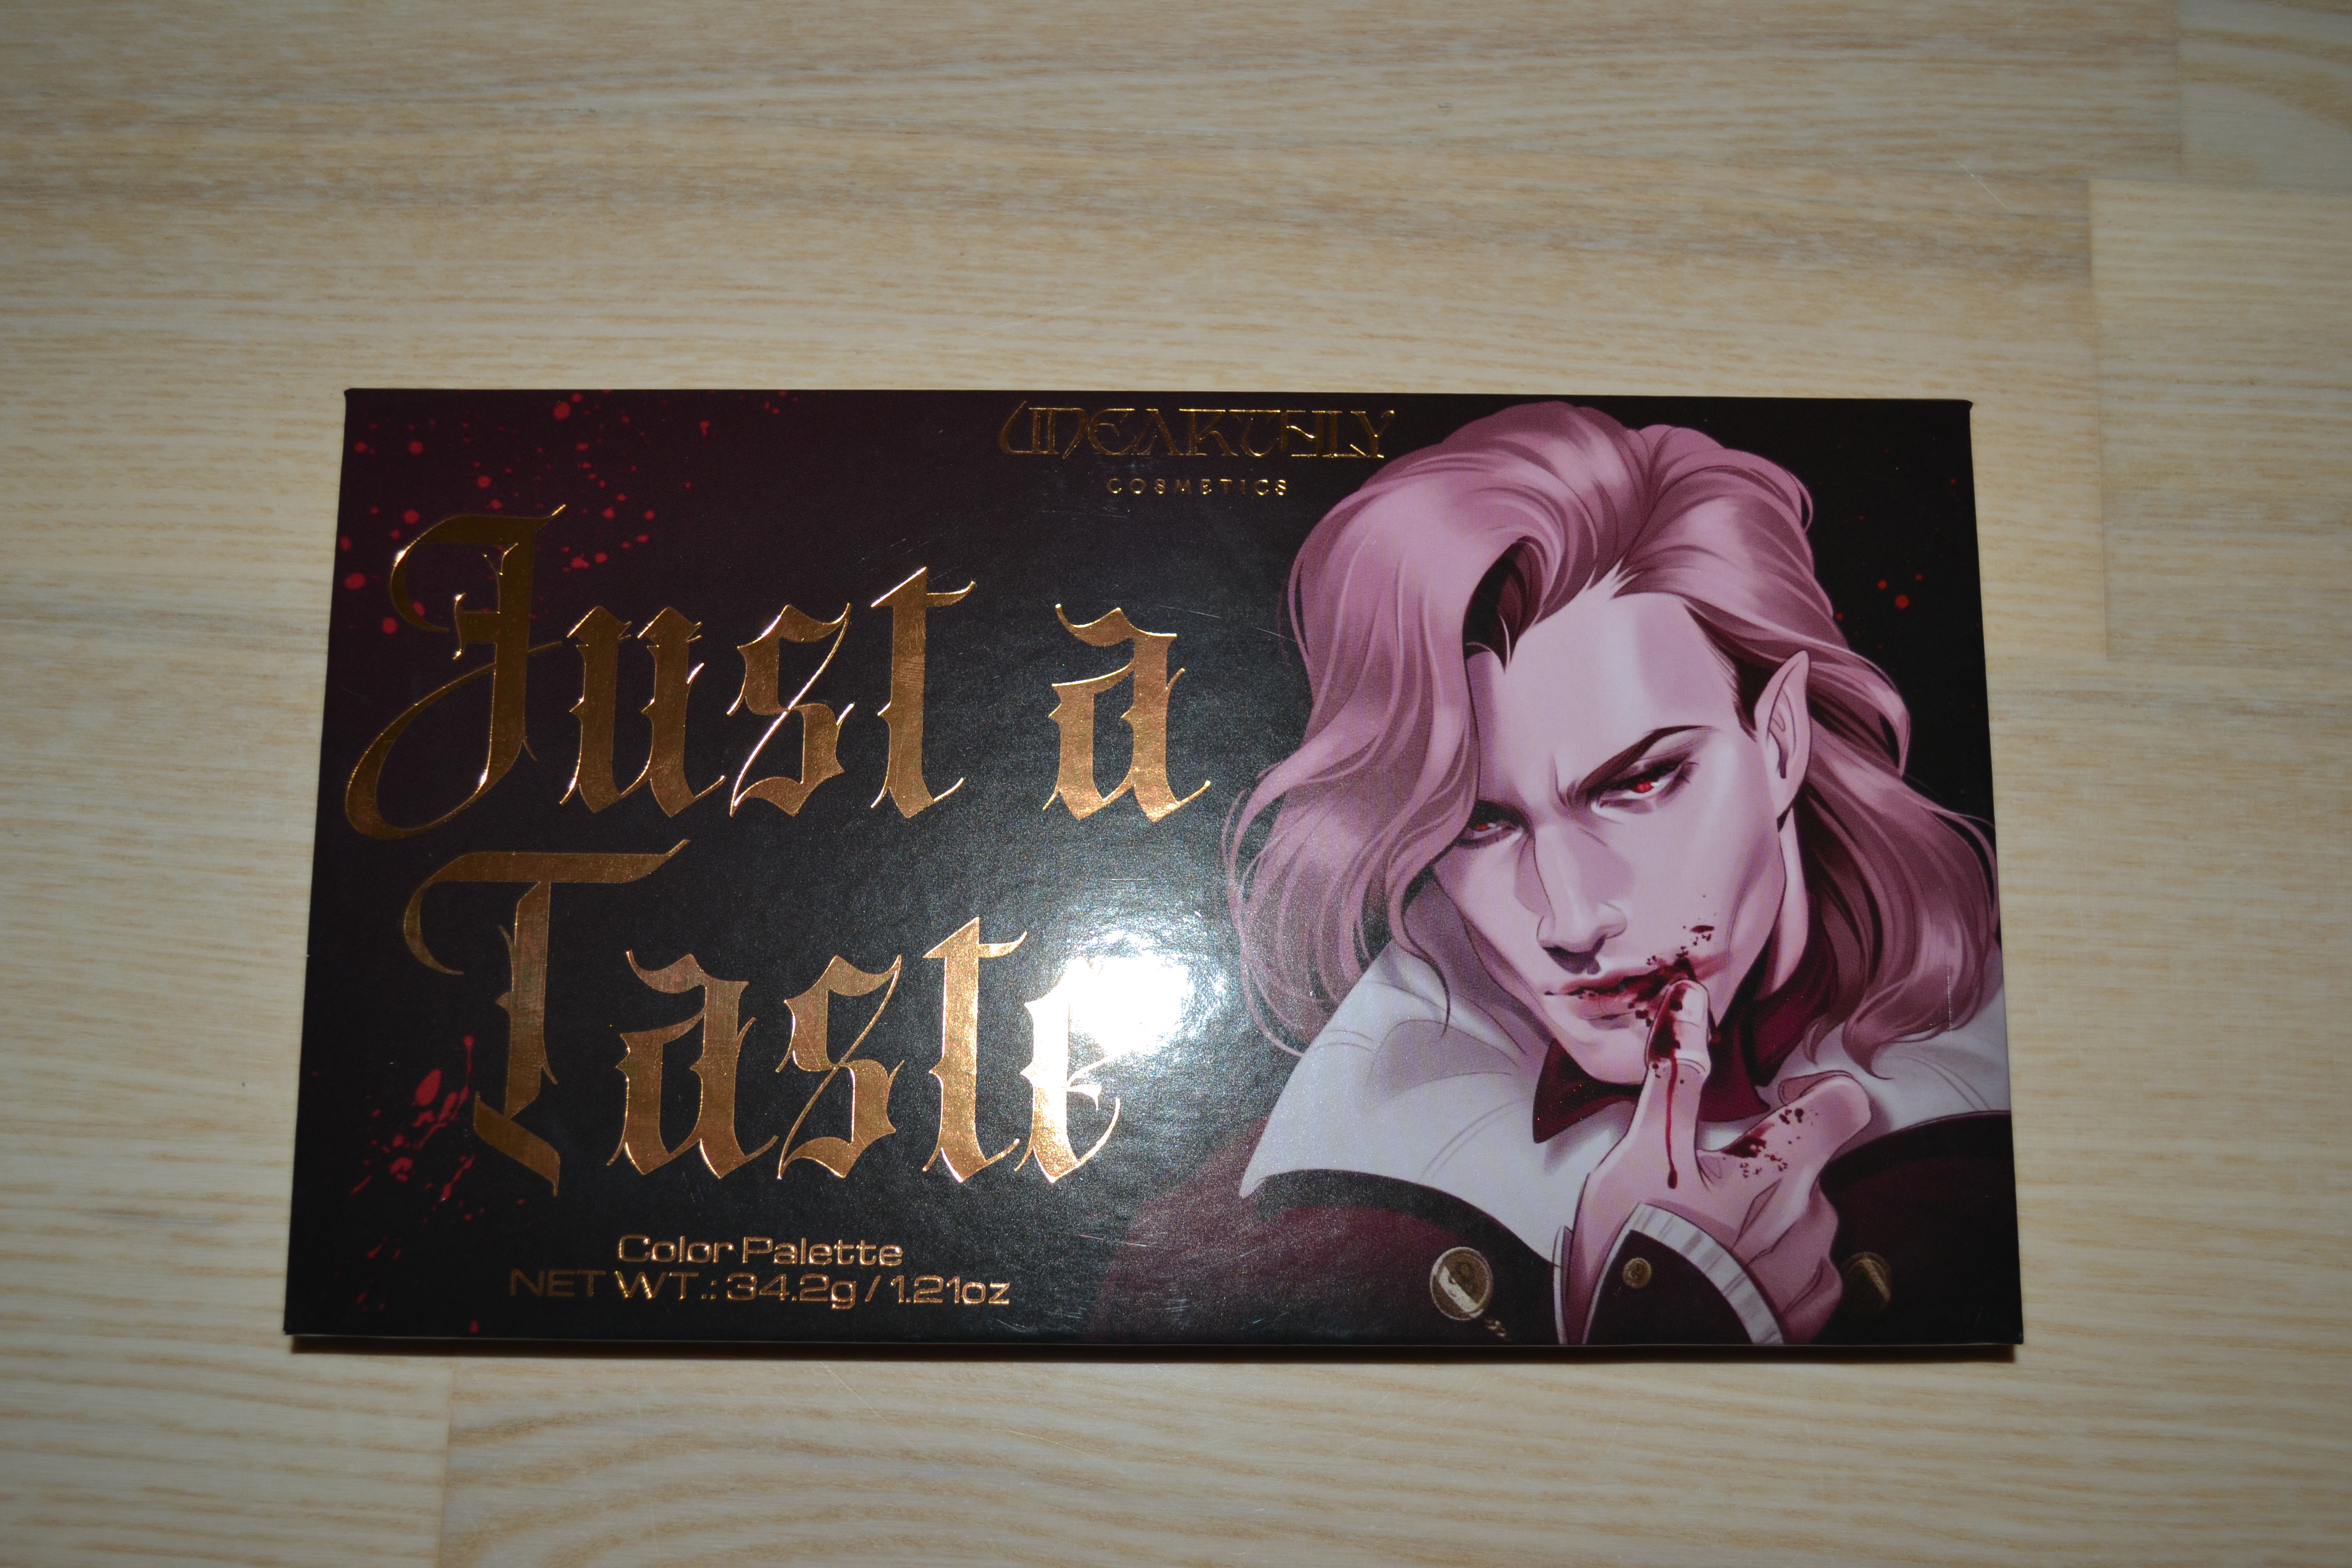 UNEARTHLY
COSMETICS
Just a
Taste
Color Palette
NET WT.: 34.2g / 1.21oz